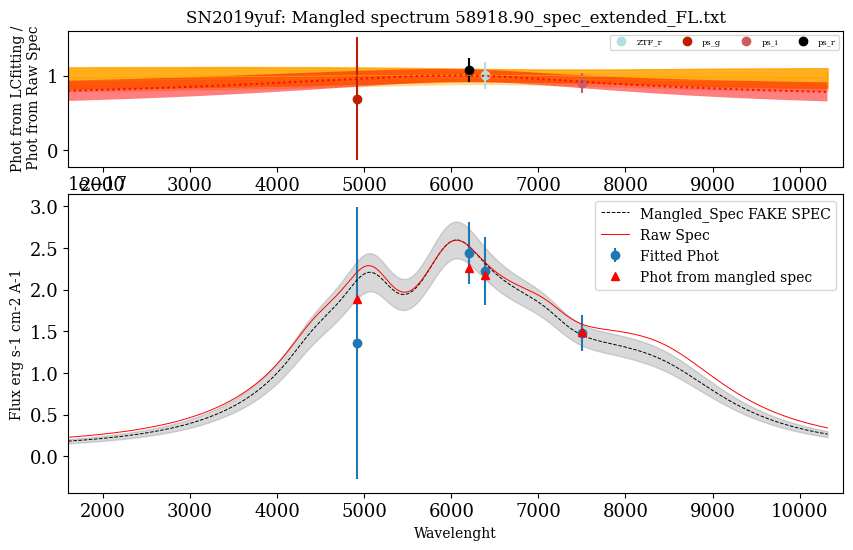 SN2019yuf: Mangled spectrum 58918.90_spec_extended_FL.txt
Phot from LCfitting /
Phot from Raw Spec
1
0
ZTF_r ps_g ps_i ps_r
2000 3000 4000 5000 6000 7000 8000 9000 10000
1e−17
3.0
2.5
2.0
1.5
1.0
0.5
0.0
Flux erg s-1 cm-2 A-1
Mangled_Spec FAKE SPEC
Raw Spec
Fitted Phot
Phot from mangled spec
2000 3000 4000 5000 6000 7000 8000 9000 10000
Wavelenght